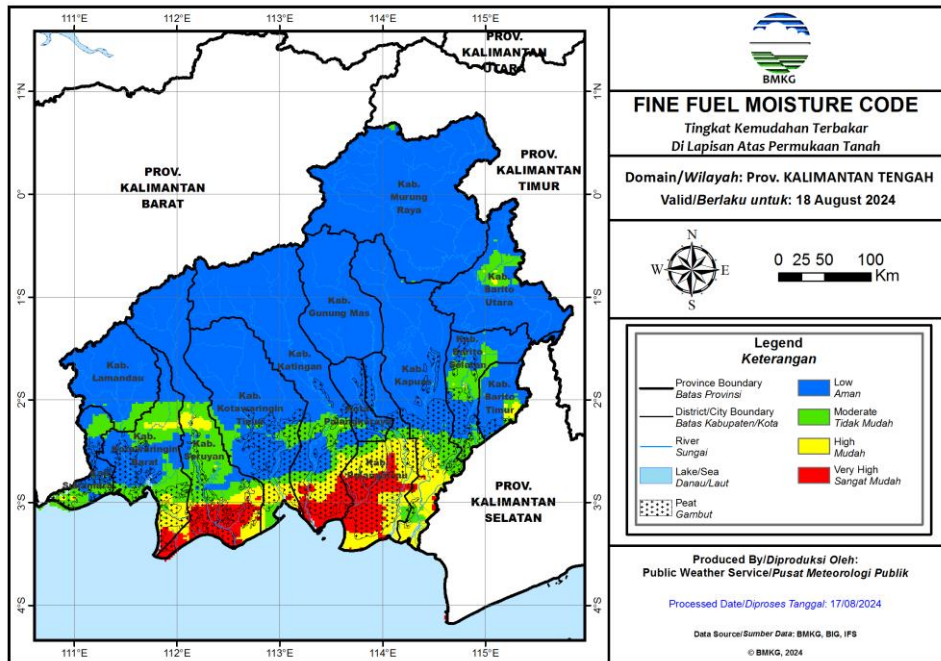 111°E 112°E 113°E 114°E 115°E
1°N
0°
1°S
2°S
3°S
4°S
PROV.
KALIMANTAN
UTARA
PROV.
KALIMANTAN
BARAT
PROV.
KALIMANTAN
TIMUR
Kab.
Murung
Raya
Kab.
Barito
Utara
Kab.
Gunung Mas
Kab.
Barito
Selatan
Kab.
Lamandau
Kab.
Katingan
Kab.
Kapuas
Kab.
Barito
Timur
Kab.
Kotawaringin
Timur
Kab.
Kotawaringin
Barat
Kab.
Seruyan
PROV.
KALIMANTAN
SELATAN
1°N
0°
1°S
2°S
3°S
4°S
111°E 112°E 113°E 114°E 115°E
BMKG
FINE FUEL MOISTURE CODE
Tingkat Kemudahan Terbakar
Di Lapisan Atas Permukaan Tanah
Domain/Wilayah: Prov. KALIMANTAN TENGAH
Valid/Berlaku untuk: 18 August 2024
N
W E
S
0 25 50 100
Km
Legend
Keterangan
Province Boundary
Batas Provinsi
District/City Boundary
Batas Kabupaten/Kota
River
Sungai
Lake/Sea
Danau/Laut
Peat
Gambut
Low
Aman
Moderate
Tidak Mudah
High
Mudah
Very High
Sangat Mudah
Produced By/Diproduksi Oleh:
Public Weather Service/Pusat Meteorologi Publik
Processed Date/Diproses Tanggal: 17/08/2024
Data Source/Sumber Data: BMKG, BIG, IFS
© BMKG, 2024